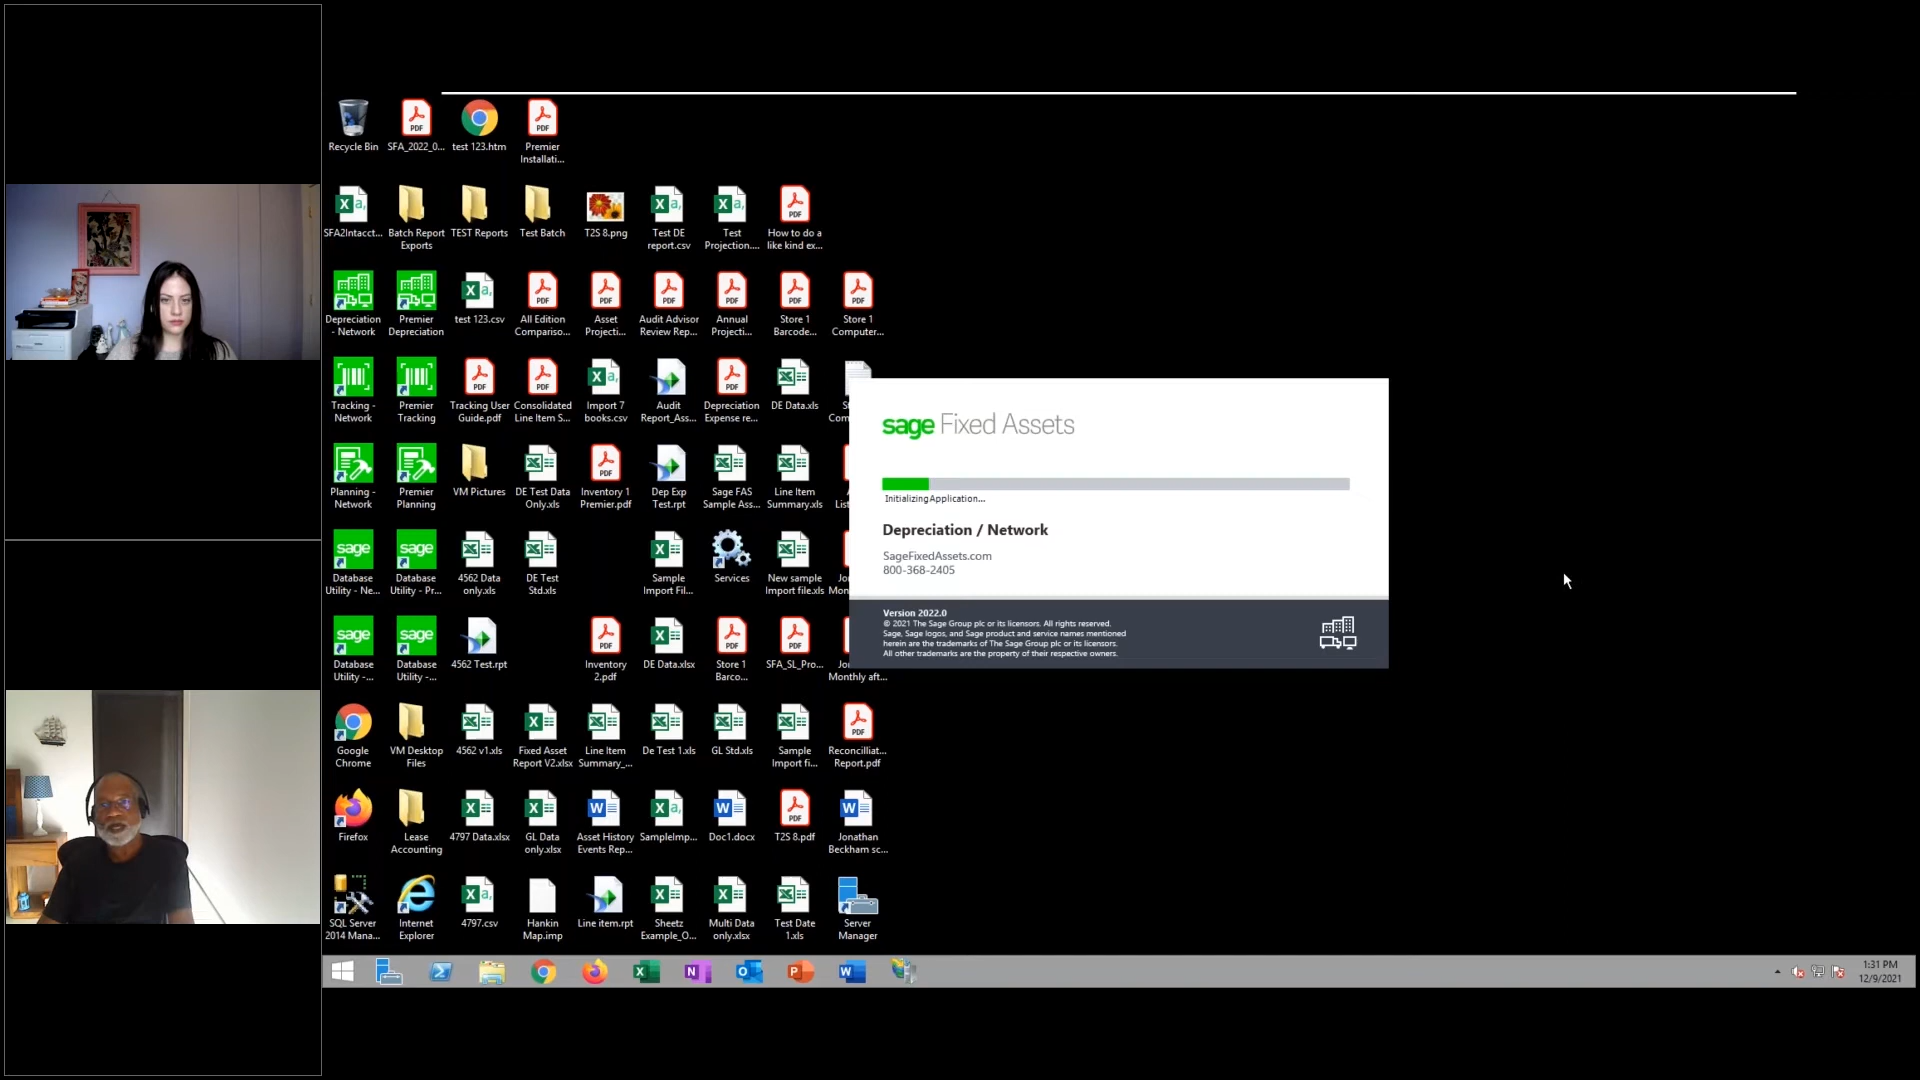 Recycle Bin
SFA_2022_0...
test 123.htm
Premier
Installati...
SFA2Intacct...
Batch Report
Exports
TEST Reports
Test Batch
T2S 8.png
Test DE
report.csv
Test
Projection....
How to do a
like kind ex...
Depreciation
- Network
Premier
Depreciation
test 123.csv
All Edition
Compariso...
Asset
Projecti...
Audit Advisor
Review Rep...
Annual
Projecti...
Store 1
Barcode...
Store 1
Computer...
Tracking -
Network
Premier
Tracking
Tracking User
Guide.pdf
Consolidated
Line Item S...
Import 7
books.csv
Audit
Report_Ass...
Depreciation
Expense re...
DE Data.xls
Planning -
Network
Premier
Planning
VM Pictures
DE Test Data
Only.xls
Inventory 1
Premier.pdf
Dep Exp
Test.rpt
Sage FAS
Sample Ass...
Line Item
Summary.xls
sage
Database
Utility - Ne...
sage
Database
Utility - Pr...
4562 Data
only.xls
DE Test
Std.xls
Sample
Import Fil...
Services
New sample
Import file.xls
sage
Database
Utility -...
sage
Database
Utility -...
4562 Test.rpt
Inventory
2.pdf
DE Data.xlsx
Store 1
Barco...
SFA_SL_Pro...
Monthly aft...
Google
Chrome
VM Desktop
Files
4562 v1.xls
Fixed Asset
Report V2.xlsx
Line Item
Summary_...
De Test 1.xls
GL Std.xls
Sample
Import fi...
Reconcilliat...
Report.pdf
Firefox
Lease
Accounting
4797 Data.xlsx
GL Data
only.xlsx
Asset History
Events Rep...
SampleImp...
Doc1.docx
T2S 8.pdf
Jonathan
Beckham sc...
SQL Server
2014 Mana...
Internet
Explorer
4797.csv
Hankin
Map.imp
Line item.rpt
Sheetz
Example_O...
Multi Data
only.xlsx
Test Date
1.xls
Server
Manager
sage Fixed Assets
Initializing Application...
Depreciation / Network
SageFixedAssets.com
800-368-2405
Version 2022.0
© 2021 The Sage Group plc or its licensors. All rights reserved.
Sage, Sage logos, and Sage product and service names mentioned
herein are the trademarks of The Sage Group plc or its licensors.
All other trademarks are the property of their respective owners.
1:31 PM
12/9/2021